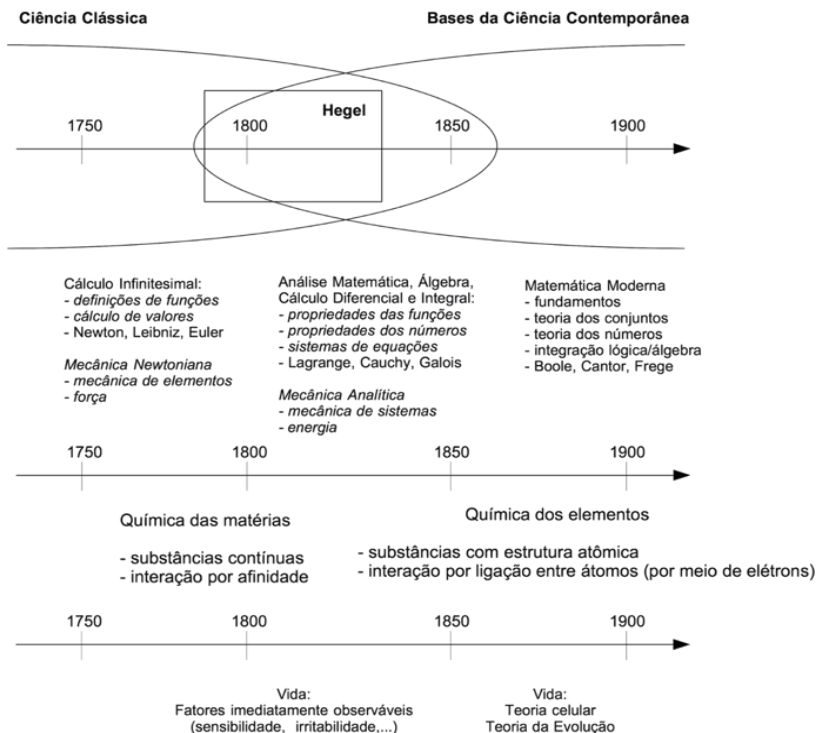 Ciência Clássica
Bases da Ciência Contemporânea
Hegel
1750
1800
1850
1900
Cálculo Infinitesimal:
- definições de funções
- cálculo de valores
- Newton, Leibniz, Euler
Mecânica Newtoniana
- mecânica de elementos
- força
Análise Matemática, Álgebra,
Cálculo Diferencial e Integral:
- propriedades das funções
- propriedades dos números
- sistemas de equações
- Lagrange, Cauchy, Galois
Mecânica Analítica
- mecânica de sistemas
- energia
Matemática Moderna
- fundamentos
- teoria dos conjuntos
- teoria dos números
- integração lógica/álgebra
- Boole, Cantor, Frege
1750
1800
1850
1900
Química das matérias
- substâncias contínuas
- interação por afinidade
Química dos elementos
- substâncias com estrutura atômica
- interação por ligação entre átomos (por meio de elétrons)
1750
1800
1850
1900
Vida:
Fatores imediatamente observáveis
(sensibilidade, irritabilidade,...)
Vida:
Teoria celular
Teoria da Evolução